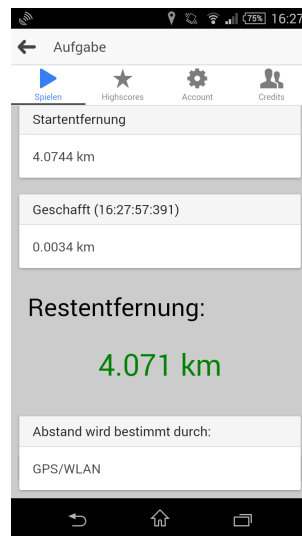 75% 16:27
Aufgabe
Spielen Highscores Account Credits
Startentfernung
4.0744 km
Geschafft (16:27:57:391)
0.0034 km
Restentfernung:
4.071 km
Abstand wird bestimmt durch:
GPS/WLAN